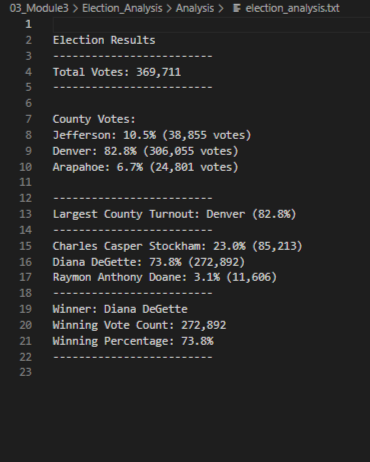 03_Module3 > Election_Analysis > Analysis > election_analysis.txt
1
2 Election Results
3 -------------------------
4 Total Votes: 369,711
5 -------------------------
6
7 County Votes:
8 Jefferson: 10.5% (38,855 votes)
9 Denver: 82.8% (306,055 votes)
10 Arapahoe: 6.7% (24,801 votes)
11
12 -------------------------
13 Largest County Turnout: Denver (82.8%)
14 -------------------------
15 Charles Casper Stockham: 23.0% (85,213)
16 Diana DeGette: 73.8% (272,892)
17 Raymon Anthony Doane: 3.1% (11,606)
18 -------------------------
19 Winner: Diana DeGette
20 Winning Vote Count: 272,892
21 Winning Percentage: 73.8%
22 -------------------------
23